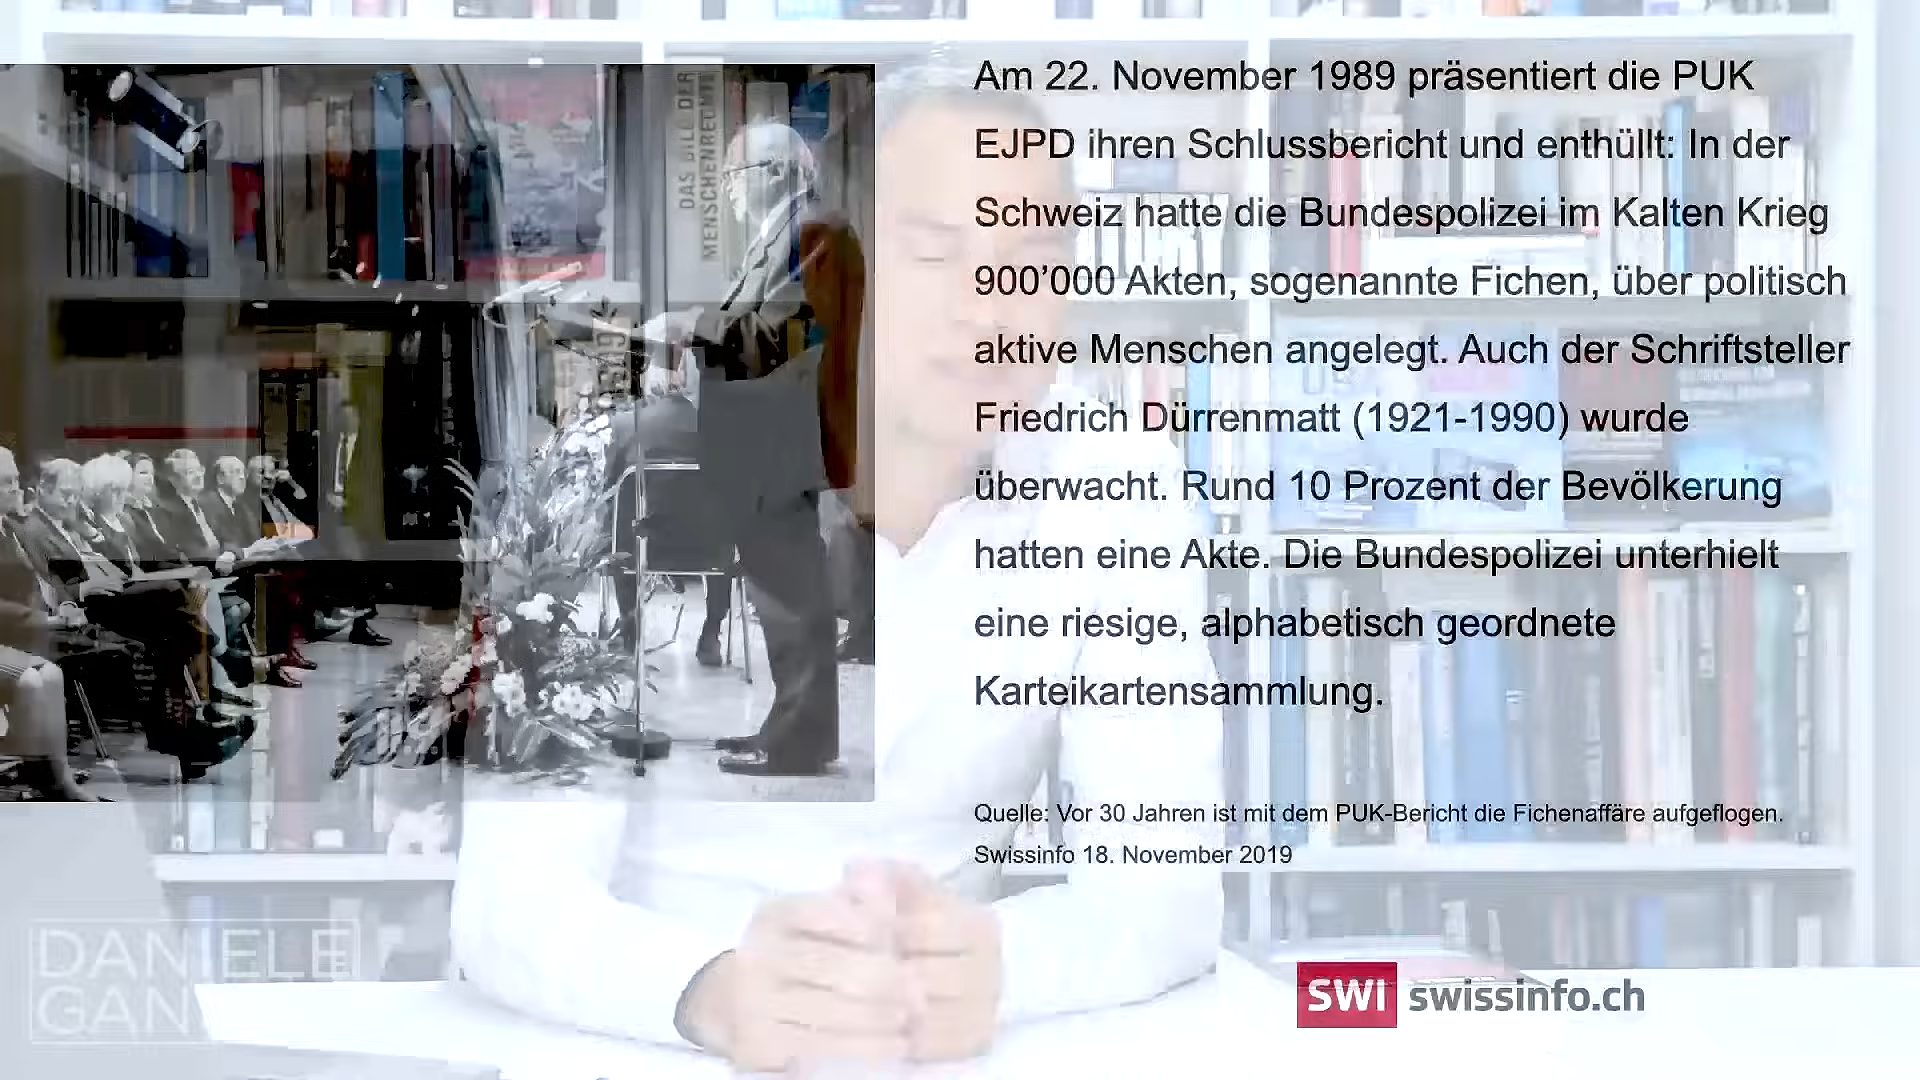 Am 22. November 1989 präsentiert die PUK
EJPD ihren Schlussbericht und enthüllt: In der
Schweiz hatte die Bundespolizei im Kalten Krieg
900’000 Akten, sogenannte Fichen, über politisch
aktive Menschen angelegt. Auch der Schriftsteller
Friedrich Dürrenmatt (1921-1990) wurde
überwacht. Rund 10 Prozent der Bevölkerung
hatten eine Akte. Die Bundespolizei unterhielt
eine riesige, alphabetisch geordnete
Karteikartensammlung.
Quelle: Vor 30 Jahren ist mit dem PUK-Bericht die Fichenaffäre aufgeflogen.
Swissinfo 18. November 2019
SWI swissinfo.ch
DANIELE
GAN
DAS BILD DER
MENSCHENRECHTE